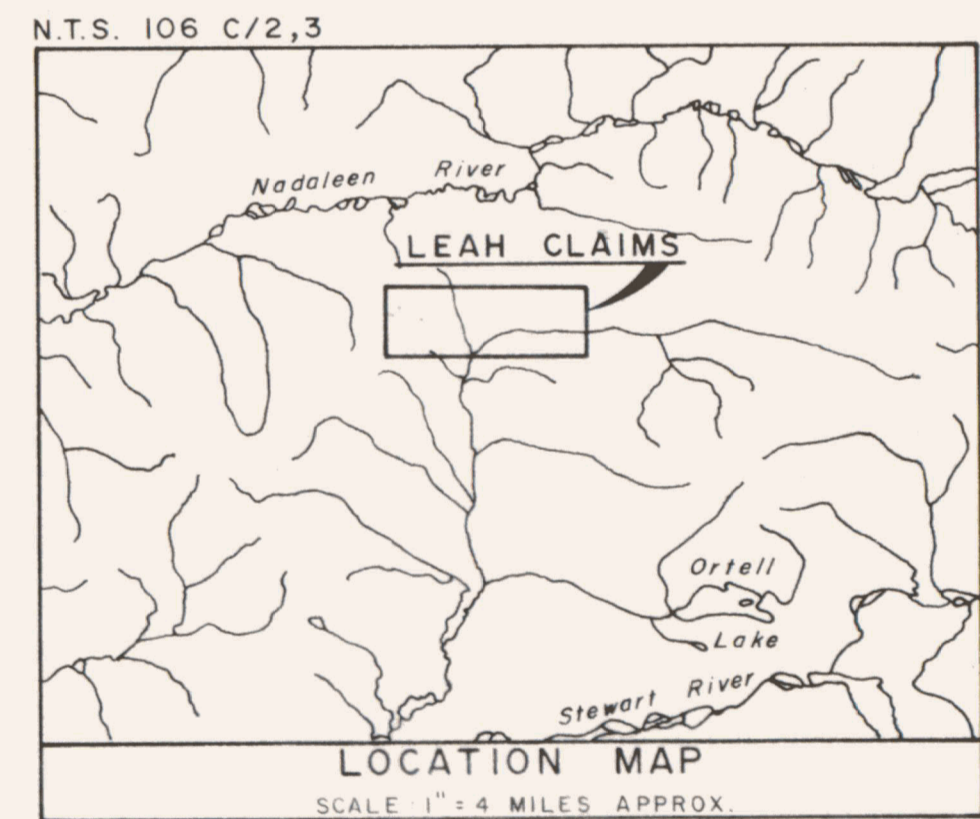 N.T.S. 106 C/2,3
Nadaleen River
LEAH CLAIMS
Ortell
Lake
Stewart River
LOCATION MAP
SCALE 1" = 4 MILES APPROX.